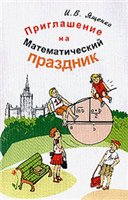 И. В. Ященко
Приглашение
на
Математический
праздник